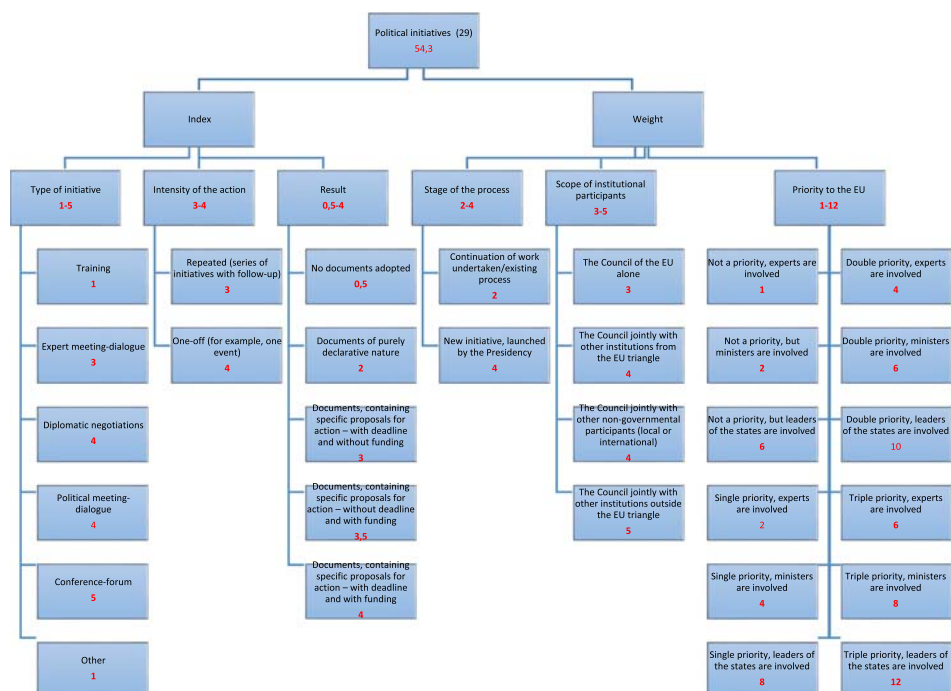 Political initiatives (29)
54,3
Index
Weight
Type of initiative
1-5
Intensity of the action
3-4
Result
0,5-4
Stage of the process
2-4
Scope of institutional
participants
3-5
Priority to the EU
1-12
Training
1
Expert meeting-dialogue
3
Diplomatic negotiations
4
Political meeting-
dialogue
4
Conference-forum
5
Other
1
Repeated (series of
initiatives with follow-up)
3
One-off (for example, one
event)
4
No documents adopted
0,5
Documents of purely
declarative nature
2
Documents, containing
specific proposals for
action – with deadline
and without funding
3
Documents, containing
specific proposals for
action – without deadline
and with funding
3,5
Documents, containing
specific proposals for
action – with deadline
and with funding
4
Continuation of work
undertaken/existing
process
2
New initiative, launched
by the Presidency
4
The Council of the EU
alone
3
The Council jointly with
other institutions from
the EU triangle
4
The Council jointly with
other non-governmental
participants (local or
international)
4
The Council jointly with
other institutions outside
the EU triangle
5
Not a priority, experts are
involved
1
Not a priority, but
ministers are involved
2
Not a priority, but leaders
of the states are involved
6
Single priority, experts
are involved
2
Single priority, ministers
are involved
4
Single priority, leaders of
the states are involved
8
Double priority, experts
are involved
4
Double priority, ministers
are involved
6
Double priority, leaders
of the states are involved
10
Triple priority, experts
are involved
6
Triple priority, ministers
are involved
8
Triple priority, leaders of
the states are involved
12